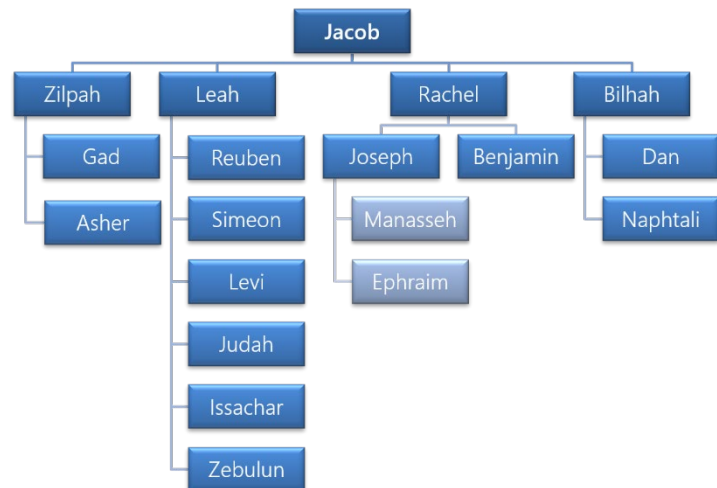 Jacob
Zilpah
Leah
Rachel
Bilhah
Gad
Reuben
Joseph
Benjamin
Dan
Asher
Simeon
Manasseh
Naphtali
Levi
Ephraim
Judah
Issachar
Zebulun